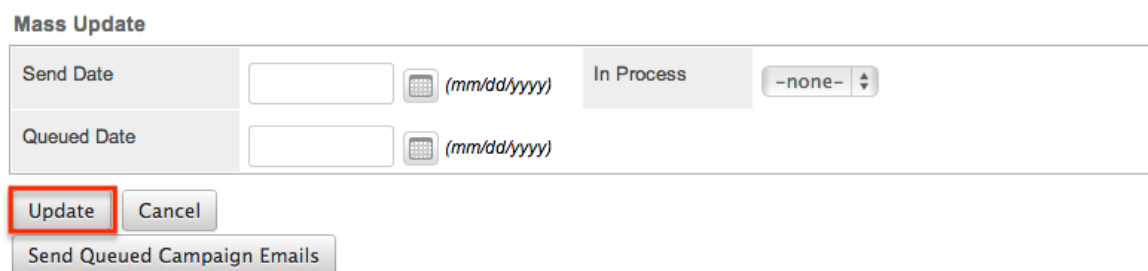 Mass Update
Send Date (mm/dd/yyyy) In Process -none-
Queued Date (mm/dd/yyyy)
Update Cancel
Send Queued Campaign Emails